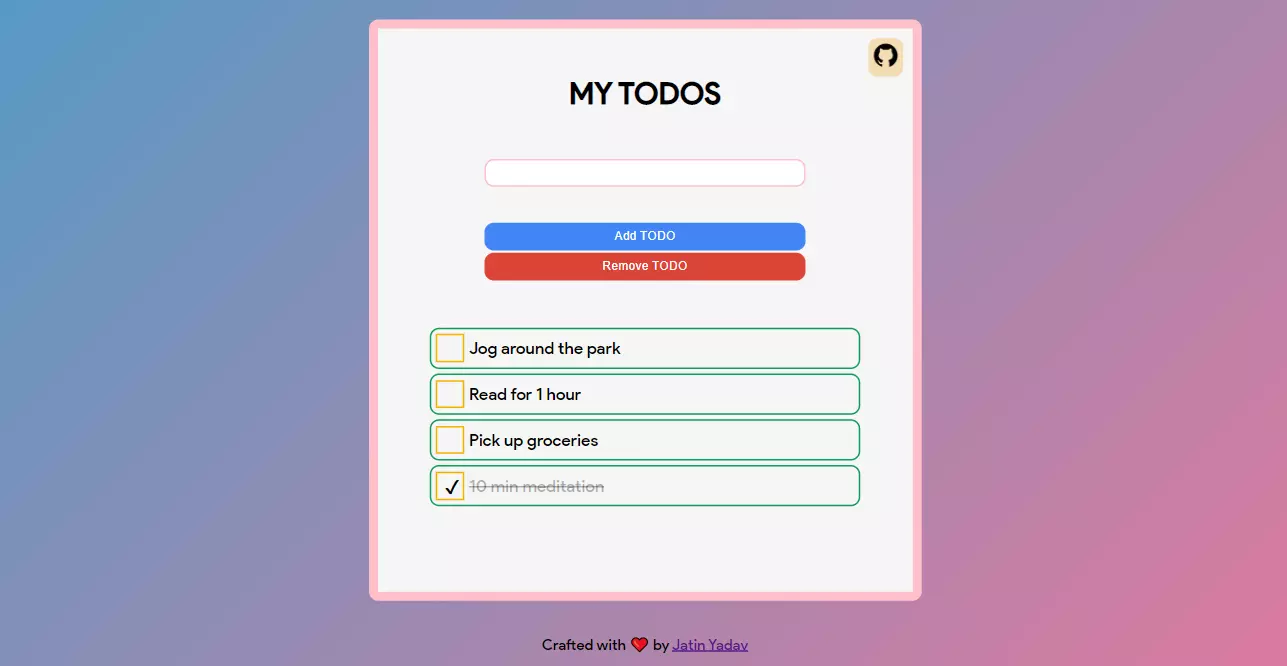 MY TODOS
Add TODO
Remove TODO
Jog around the park
Read for 1 hour
Pick up groceries
10 min meditation
Crafted with ❤️ by Jatin Yadav